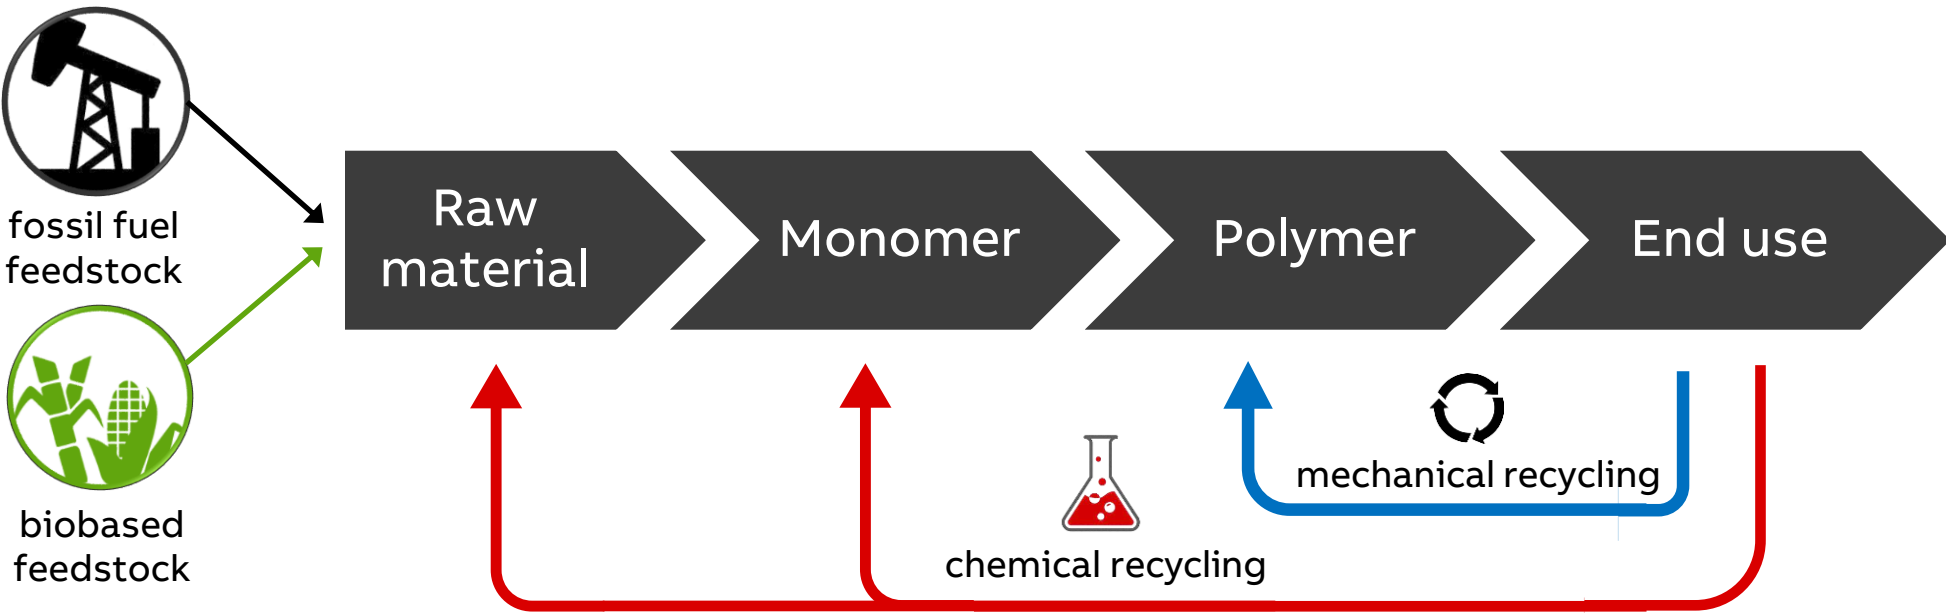 fossil fuel
feedstock
biobased
feedstock
Raw
material
Monomer
Polymer
End use
mechanical recycling
chemical recycling